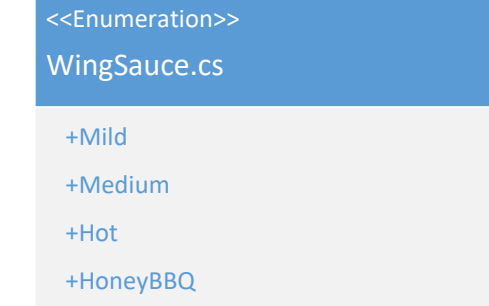 <<Enumeration>>
WingSauce.cs
+Mild
+Medium
+Hot
+HoneyBBQ